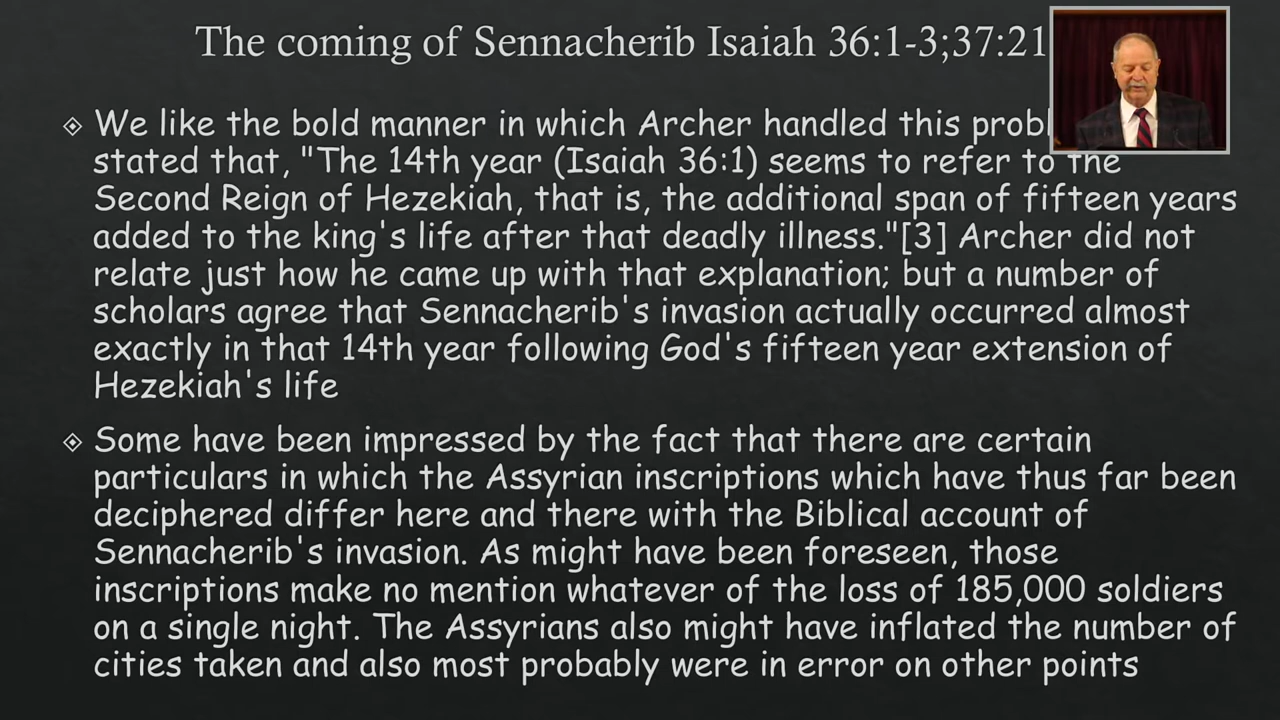 The coming of Sennacherib Isaiah 36:1-3;37:21
We like the bold manner in which Archer handled this
stated that, "The 14th year (Isaiah 36:1) seems to refer to the
Second Reign of Hezekiah, that is, the additional span of fifteen years
added to the king's life after that deadly illness."[3] Archer did not
relate just how he came up with that explanation; but a number of
scholars agree that Sennacherib's invasion actually occurred almost
exactly in that 14th year following God's fifteen year extension of
Hezekiah's life
Some have been impressed by the fact that there are certain
particulars in which the Assyrian inscriptions which have thus far been
deciphered differ here and there with the Biblical account of
Sennacherib's invasion. As might have been foreseen, those
inscriptions make no mention whatever of the loss of 185,000 soldiers
on a single night. The Assyrians also might have inflated the number of
cities taken and also most probably were in error on other points